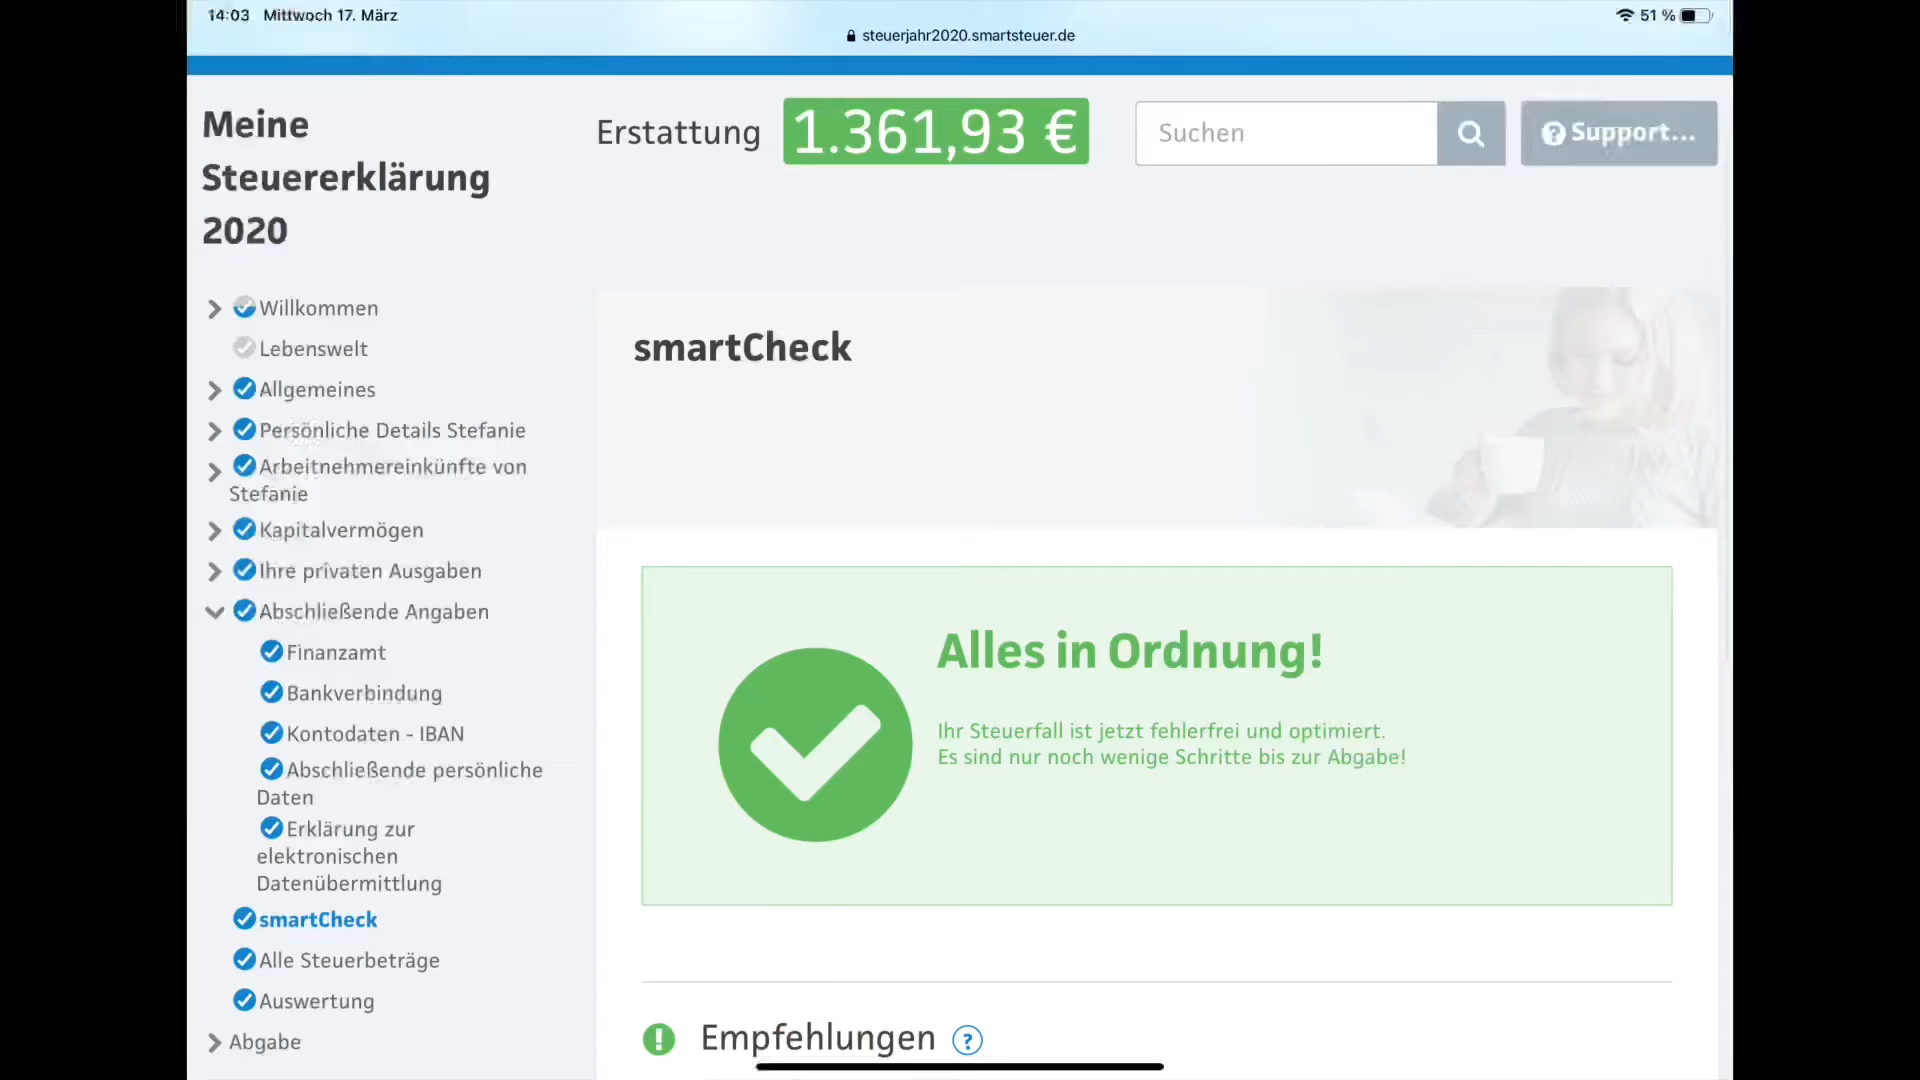 14:03 Mittwoch 17. März
51 %
steuerjahr2020.smartsteuer.de
Meine
Steuererklärung
2020
Erstattung 1.361,93 €
Suchen
Support...
Willkommen
Lebenswelt
Allgemeines
Persönliche Details Stefanie
Arbeitnehmereinkünfte von
Stefanie
Kapitalvermögen
Ihre privaten Ausgaben
Abschließende Angaben
Finanzamt
Bankverbindung
Kontodaten - IBAN
Abschließende persönliche
Daten
Erklärung zur
elektronischen
Datenübermittlung
smartCheck
Alle Steuerbeträge
Auswertung
Abgabe
smartCheck
Alles in Ordnung!
Ihr Steuerfall ist jetzt fehlerfrei und optimiert.
Es sind nur noch wenige Schritte bis zur Abgabe!
Empfehlungen